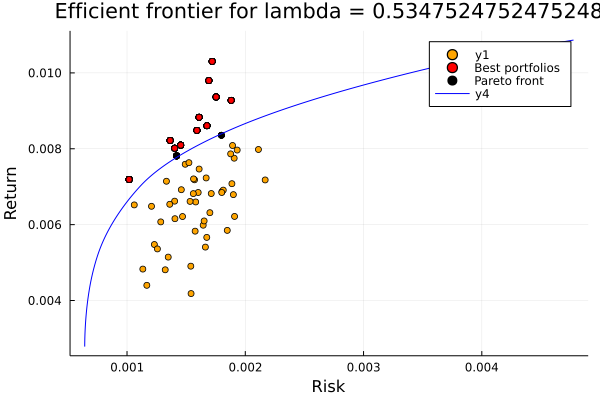 Efficient frontier for lambda = 0.5347524752475248
y1
Best portfolios
Pareto front
y4
0.010
0.008
0.006
0.004
Return
0.001
0.002
0.003
0.004
Risk